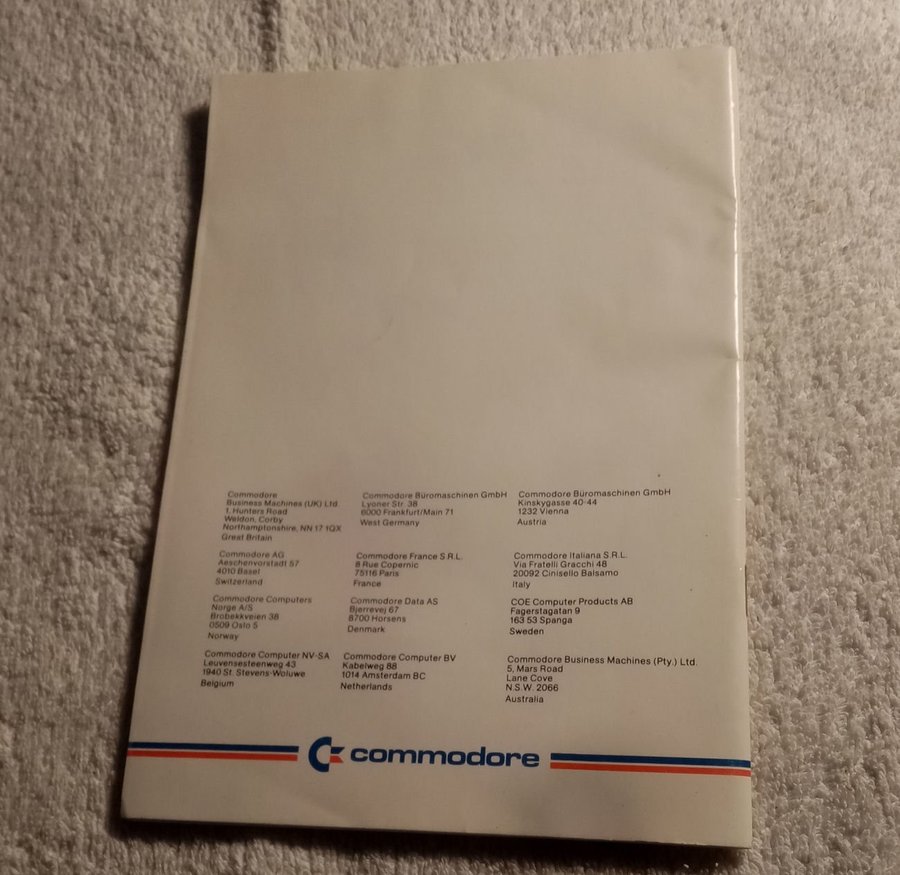 Commodore
Business Machines (UK) Ltd.
1, Hunters Road
Weldon, Corby
Northamptonshire, NN 17 1QX
Great Britain
Commodore Büromaschinen GmbH
Lyoner Str. 38
6000 Frankfurt/Main 71
West Germany
Commodore Büromaschinen GmbH
Kinskygasse 40-44
1232 Vienna
Austria
Commodore AG
Aeschenvorstadt 57
4010 Basel
Switzerland
Commodore France S.R.L.
8 Rue Copernic
75116 Paris
France
Commodore Italiana S.R.L.
Via Fratelli Gracchi 48
20092 Cinisello Balsamo
Italy
Commodore Computers
Norge A/S
Brobekkveien 38
0509 Oslo 5
Norway
Commodore Data AS
Bjerrevej 67
8700 Horsens
Denmark
COE Computer Products AB
Fagerstagatan 9
163 53 Spanga
Sweden
Commodore Computer NV-SA
Leuvensesteenweg 43
1940 St. Stevens-Woluwe
Belgium
Commodore Computer BV
Kabelweg 88
1014 Amsterdam BC
Netherlands
Commodore Business Machines (Pty.) Ltd.
5, Mars Road
Lane Cove
N.S.W. 2066
Australia
commodore